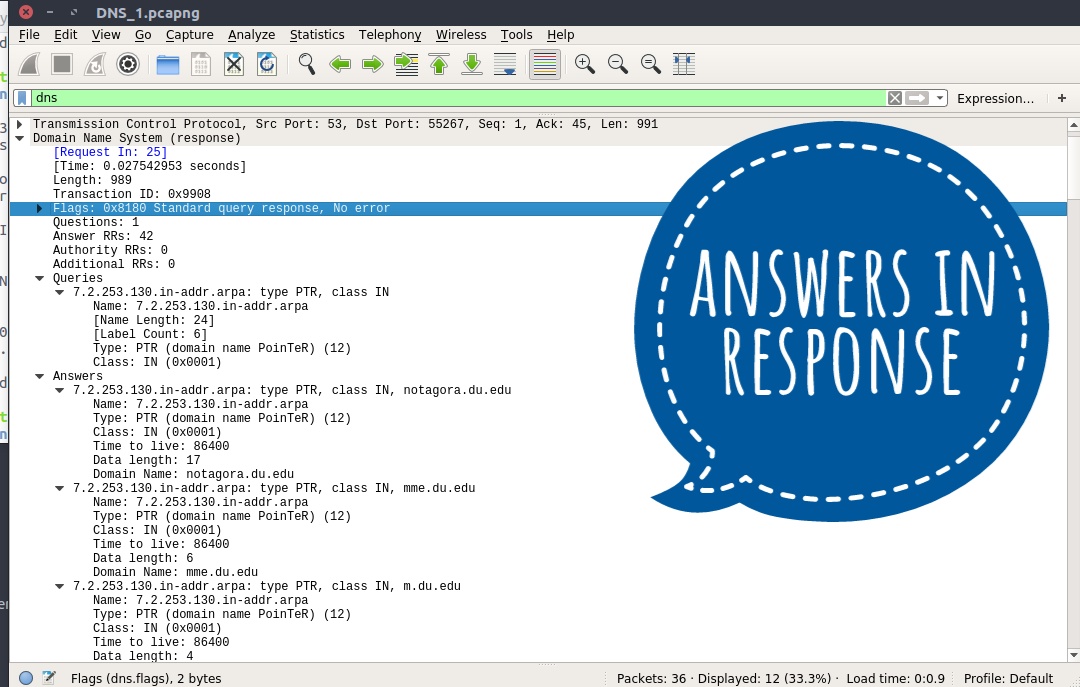 DNS_1.pcapng
File Edit View Go Capture Analyze Statistics Telephony Wireless Tools Help
dns
Expression... +
Transmission Control Protocol, Src Port: 53, Dst Port: 55267, Seq: 1, Ack: 45, Len: 991
Domain Name System (response)
[Request In: 25]
[Time: 0.027542953 seconds]
Length: 989
Transaction ID: 0x9908
Flags: 0x8180 Standard query response, No error
Questions: 1
Answer RRs: 42
Authority RRs: 0
Additional RRs: 0
Queries
7.2.253.130.in-addr.arpa: type PTR, class IN
Name: 7.2.253.130.in-addr.arpa
[Name Length: 24]
[Label Count: 6]
Type: PTR (domain name PoinTeR) (12)
Class: IN (0x0001)
Answers
7.2.253.130.in-addr.arpa: type PTR, class IN, notagora.du.edu
Name: 7.2.253.130.in-addr.arpa
Type: PTR (domain name PoinTeR) (12)
Class: IN (0x0001)
Time to live: 86400
Data length: 17
Domain Name: notagora.du.edu
7.2.253.130.in-addr.arpa: type PTR, class IN, mme.du.edu
Name: 7.2.253.130.in-addr.arpa
Type: PTR (domain name PoinTeR) (12)
Class: IN (0x0001)
Time to live: 86400
Data length: 6
Domain Name: mme.du.edu
7.2.253.130.in-addr.arpa: type PTR, class IN, m.du.edu
Name: 7.2.253.130.in-addr.arpa
Type: PTR (domain name PoinTeR) (12)
Class: IN (0x0001)
Time to live: 86400
Data length: 4
ANSWERS IN
RESPONSE
Flags (dns.flags), 2 bytes
Packets: 36 · Displayed: 12 (33.3%) · Load time: 0:0.9
Profile: Default